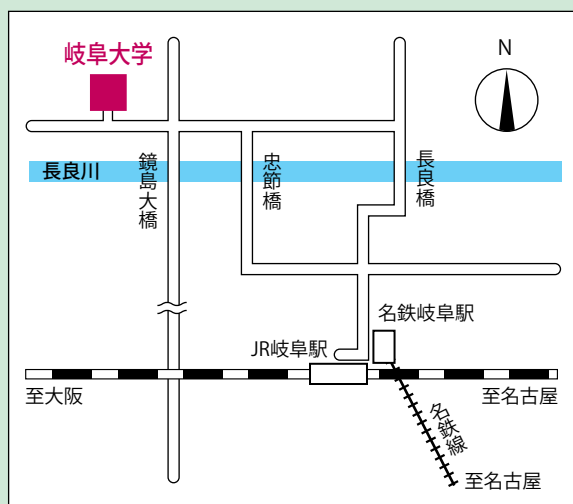 岐阜大学
N
長良川
鏡島大橋
忠節橋
長良橋
名鉄岐阜駅
JR岐阜駅
至大阪
至名古屋
名鉄線
至名古屋